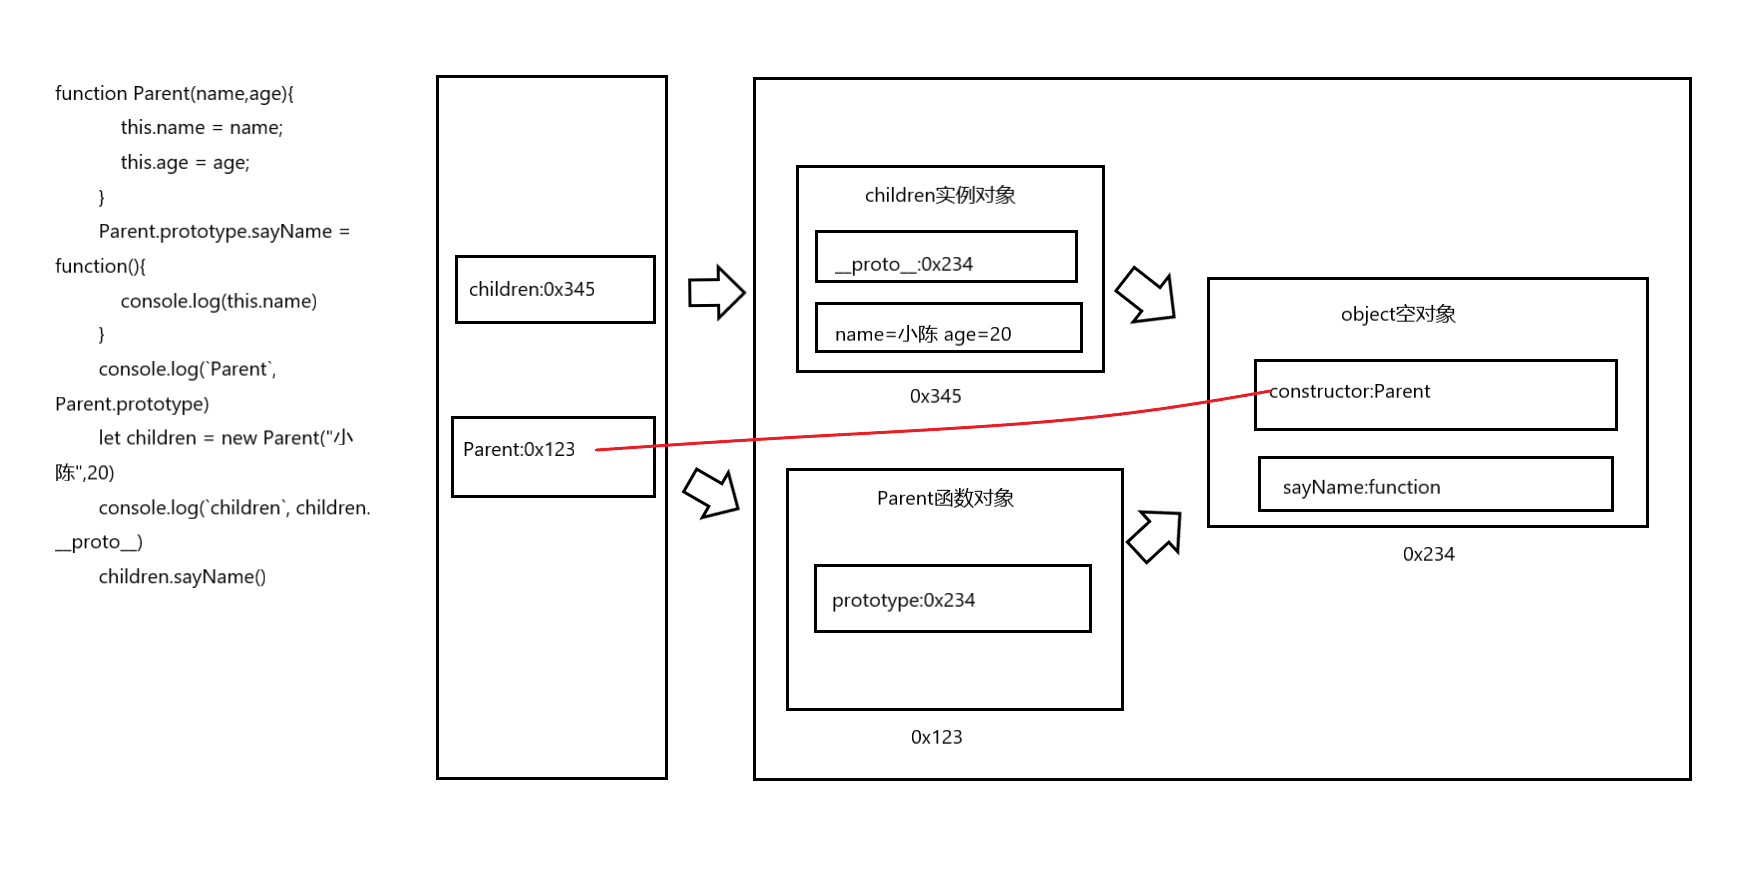 function Parent(name,age){
this.name = name;
this.age = age;
}
Parent.prototype.sayName =
function(){
console.log(this.name)
}
console.log(`Parent`,
Parent.prototype)
let children = new Parent("小
陈",20)
console.log(`children`, children.
__proto__)
children.sayName()
children:0x345
Parent:0x123
children实例对象
__proto__:0x234
name=小陈 age=20
0x345
Parent函数对象
prototype:0x234
0x123
object空对象
constructor:Parent
sayName:function
0x234